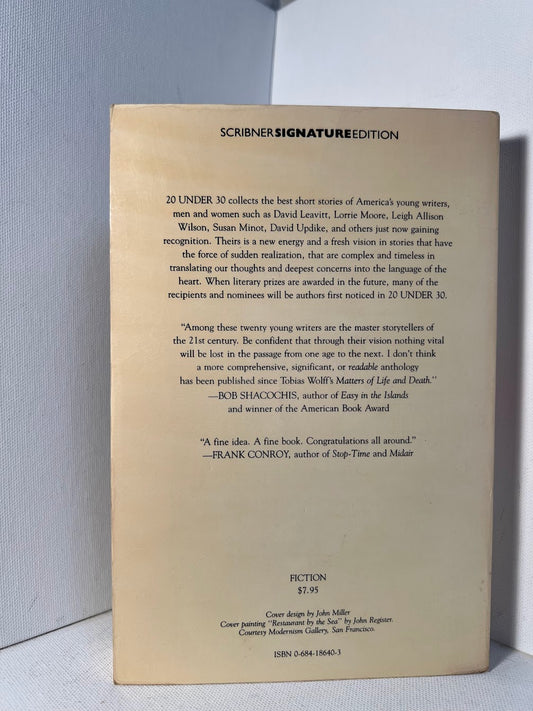 SCRIBNER SIGNATURE EDITION
20 UNDER 30 collects the best short stories of America's young writers,
men and women such as David Leavitt, Lorrie Moore, Leigh Allison
Wilson, Susan Minot, David Updike, and others just now gaining
recognition. Theirs is a new energy and a fresh vision in stories that have
the force of sudden realization, that are complex and timeless in
translating our thoughts and deepest concerns into the language of the
heart. When literary prizes are awarded in the future, many of the
recipients and nominees will be authors first noticed in 20 UNDER 30.
"Among these twenty young writers are the master storytellers of
the 21st century. Be confident that through their vision nothing vital
will be lost in the passage from one age to the next. I don't think
a more comprehensive, significant, or readable anthology
has been published since Tobias Wolff's Matters of Life and Death."
—BOB SHACOCHIS, author of Easy in the Islands
and winner of the American Book Award
"A fine idea. A fine book. Congratulations all around."
—FRANK CONROY, author of Stop-Time and Midair
FICTION
$7.95
Cover design by John Miller
Cover painting "Restaurant by the Sea" by John Register.
Courtesy Modernism Gallery, San Francisco.
ISBN 0-684-18640-3